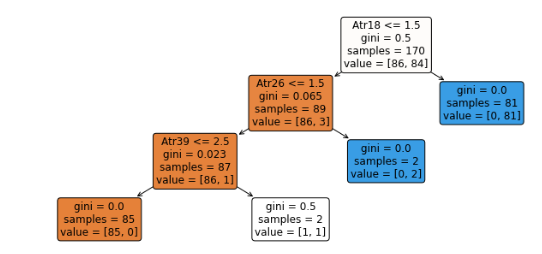 Atr18 <= 1.5
gini = 0.5
samples = 170
value = [86, 84]
Atr26 <= 1.5
gini = 0.065
samples = 89
value = [86, 3]
gini = 0.0
samples = 81
value = [0, 81]
Atr39 <= 2.5
gini = 0.023
samples = 87
value = [86, 1]
gini = 0.0
samples = 2
value = [0, 2]
gini = 0.0
samples = 85
value = [85, 0]
gini = 0.5
samples = 2
value = [1, 1]